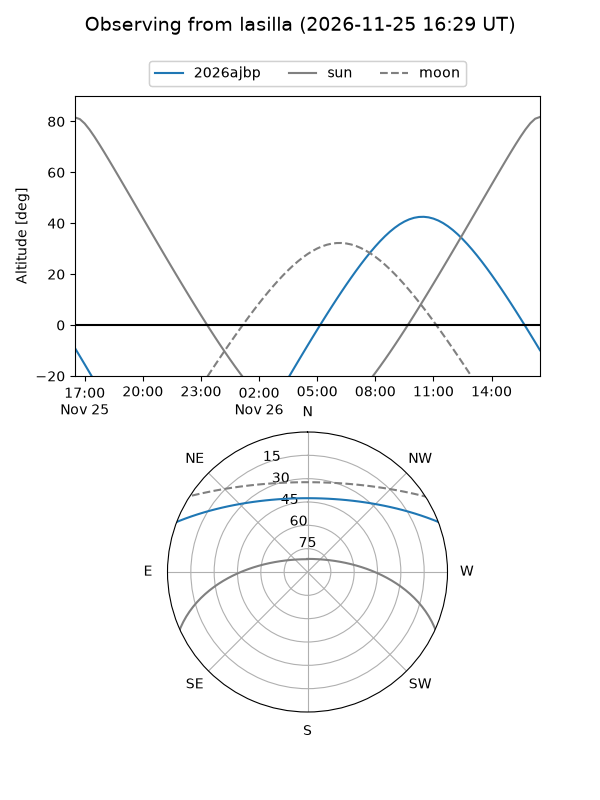 Observing from lasilla (2026-11-25 16:29 UT)
2026ajbp
sun
moon
Altitude [deg]
80
60
40
20
0
−20
17:00
Nov 25
20:00
23:00
02:00
Nov 26
05:00
08:00
11:00
14:00
N
NE
NW
15
30
45
60
75
E
W
SE
SW
S